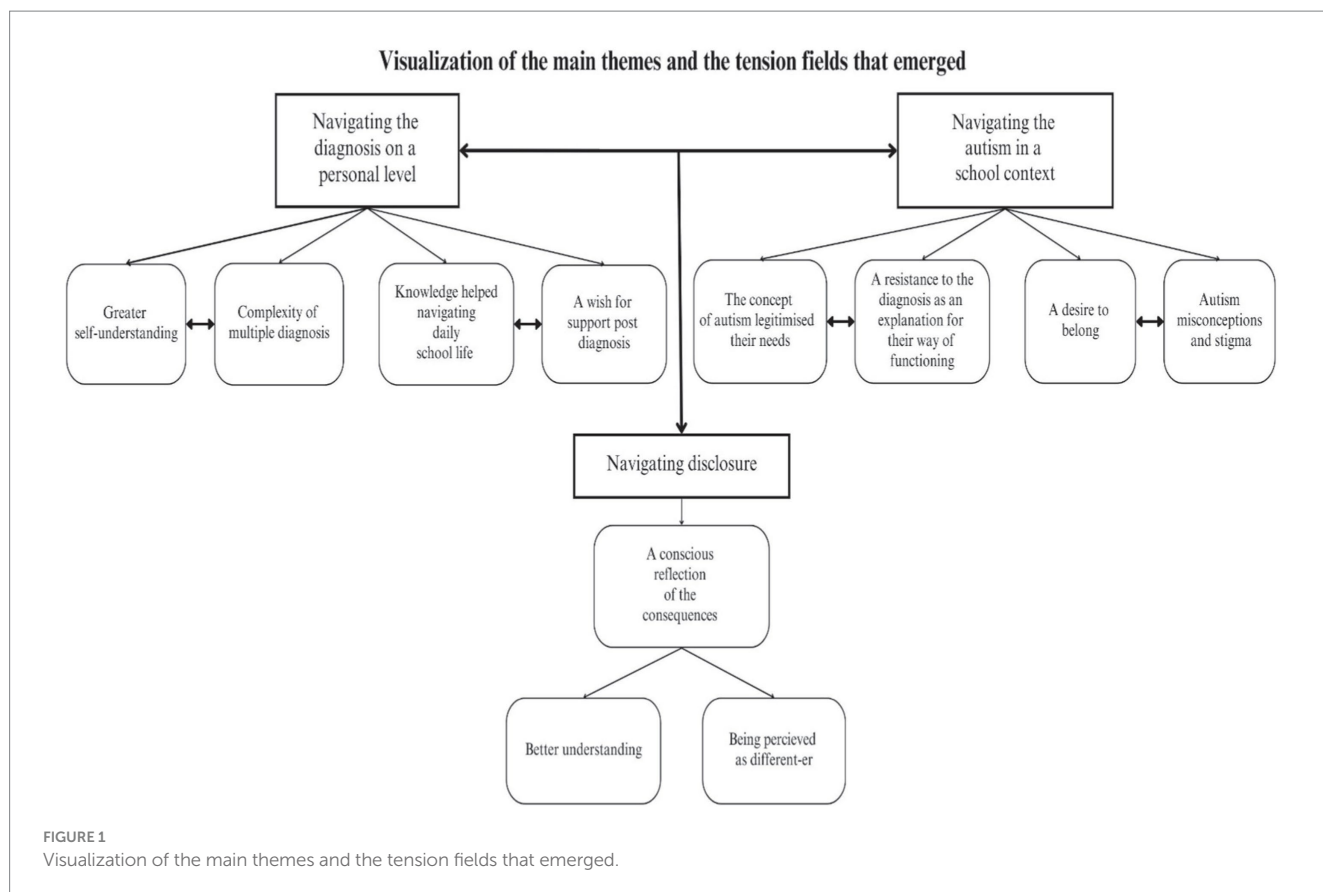 Visualization of the main themes and the tension fields that emerged
Navigating the
diagnosis on a
personal level
Navigating the
autism in a
school context
Greater
self-understanding
Complexity of
multiple diagnosis
Knowledge helped
navigating
daily
school life
A wish for
support post
diagnosis
The concept
of autism legitimised
their needs
A resistance to the
diagnosis as an
explanation for
their way of
functioning
A desire to
belong
Autism
misconceptions
and stigma
Navigating disclosure
A conscious
reflection
of the
consequences
Better understanding
Being percieved
as different-er
FIGURE 1
Visualization of the main themes and the tension fields that emerged.